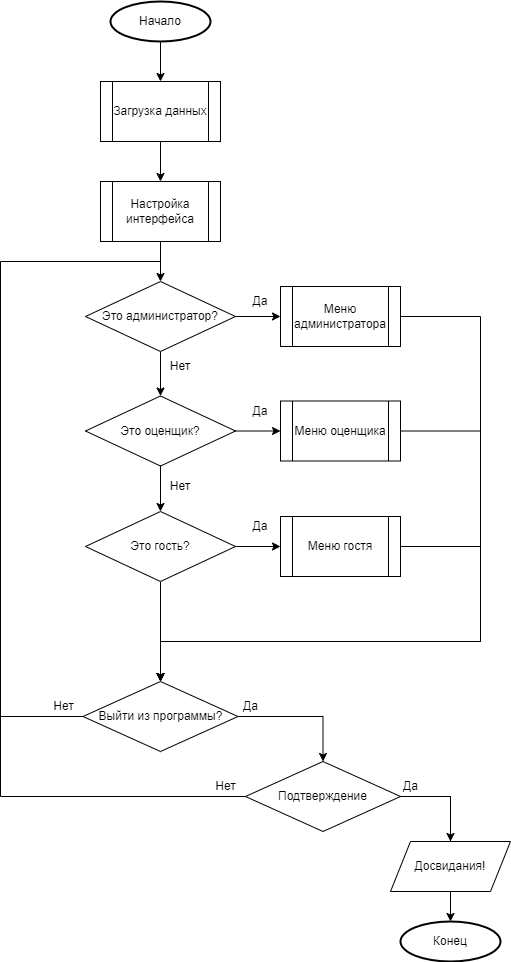 Начало
Загрузка данных
Настройка
интерфейса
Это администратор?
Да
Меню
администратора
Нет
Это оценщик?
Да
Меню оценщика
Нет
Это гость?
Да
Меню гостя
Нет
Выйти из программы?
Да
Нет
Подтверждение
Да
Досвидания!
Конец